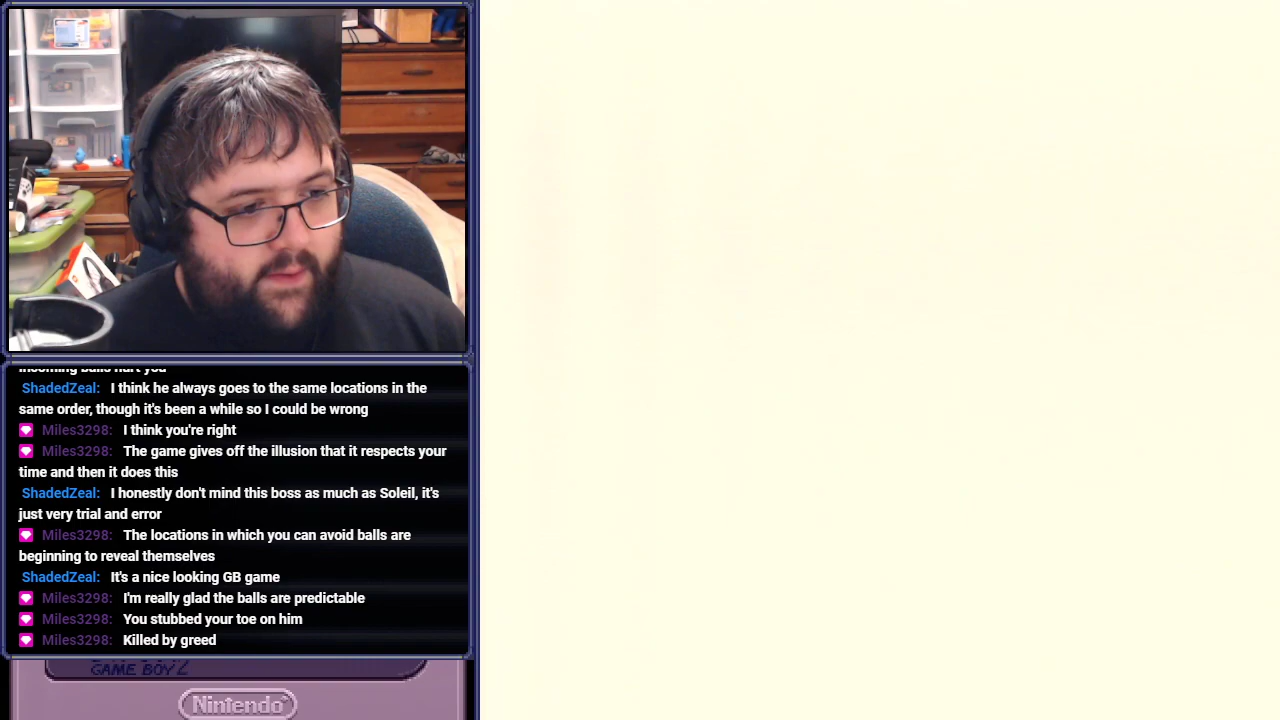 incoming balls hurt you
ShadedZeal: I think he always goes to the same locations in the
same order, though it's been a while so I could be wrong
Miles3298: I think you're right
Miles3298: The game gives off the illusion that it respects your
time and then it does this
ShadedZeal: I honestly don't mind this boss as much as Soleil, it's
just very trial and error
Miles3298: The locations in which you can avoid balls are
beginning to reveal themselves
ShadedZeal: It's a nice looking GB game
Miles3298: I'm really glad the balls are predictable
Miles3298: You stubbed your toe on him
Miles3298: Killed by greed
GAME BOY
Nintendo